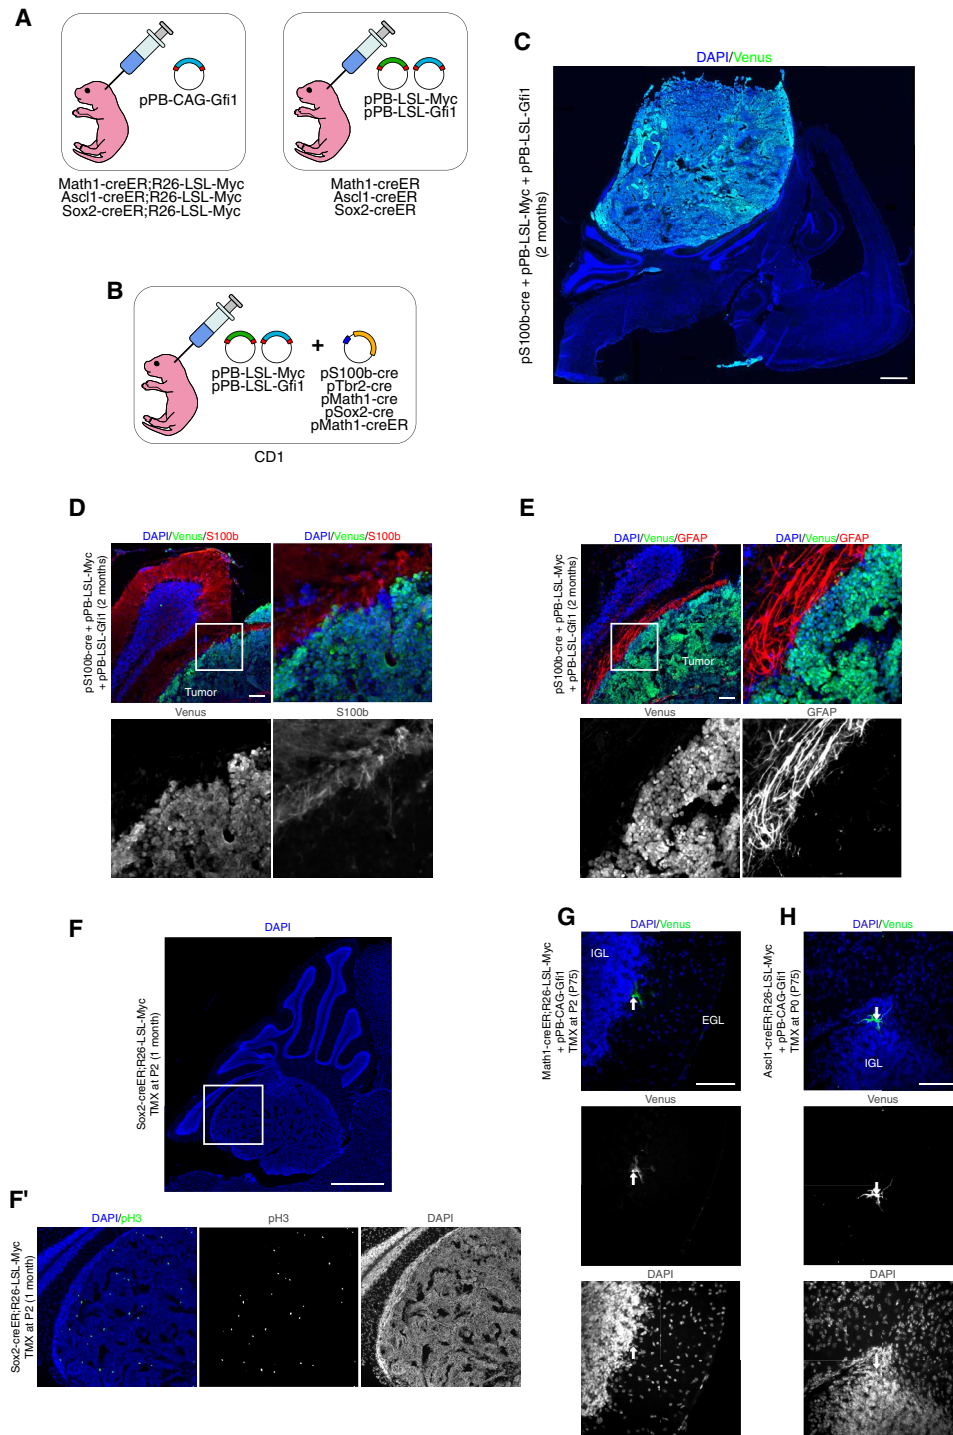 A
pPB-CAG-Gfi1
Math1-creER;R26-LSL-Myc
Ascl1-creER;R26-LSL-Myc
Sox2-creER;R26-LSL-Myc
pPB-LSL-Myc
pPB-LSL-Gfi1
Math1-creER
Ascl1-creER
Sox2-creER
B
pPB-LSL-Myc
pPB-LSL-Gfi1
+
pS100b-cre
pTbr2-cre
pMath1-cre
pSox2-cre
pMath1-creER
CD1
C
DAPI/Venus
pS100b-cre + pPB-LSL-Myc + pPB-LSL-Gfi1
(2 months)
D
DAPI/Venus/S100b
DAPI/Venus/S100b
pS100b-cre + pPB-LSL-Myc
+ pPB-LSL-Gfi1 (2 months)
Tumor
Venus
S100b
E
DAPI/Venus/GFAP
DAPI/Venus/GFAP
pS100b-cre + pPB-LSL-Myc
+ pPB-LSL-Gfi1 (2 months)
Tumor
Venus
GFAP
F
DAPI
Sox2-creER;R26-LSL-Myc
TMX at P2 (1 month)
F'
DAPI/pH3
pH3
DAPI
Sox2-creER;R26-LSL-Myc
TMX at P2 (1 month)
G
DAPI/Venus
Math1-creER;R26-LSL-Myc
+ pPB-CAG-Gfi1
TMX at P2 (P75)
IGL
EGL
Venus
DAPI
H
DAPI/Venus
Ascl1-creER;R26-LSL-Myc
+ pPB-CAG-Gfi1
TMX at P0 (P75)
IGL
Venus
DAPI